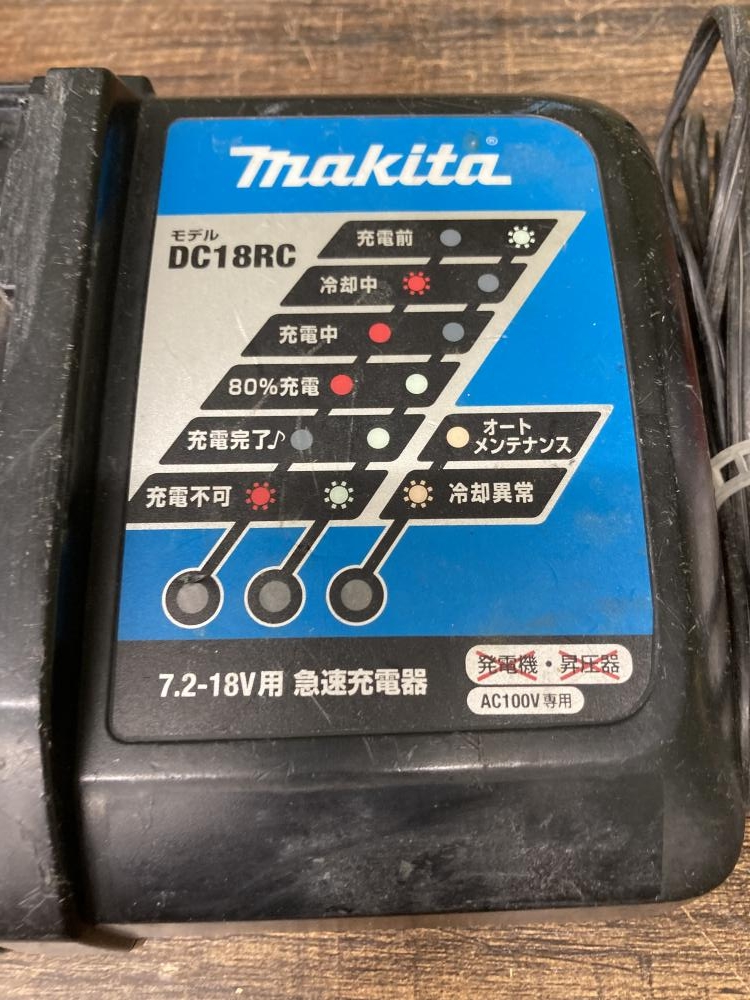 makita®
モデル
DC18RC
充電前
冷却中
充電中
80%充電
充電完了♪
オート
メンテナンス
充電不可
冷却異常
7.2-18V用 急速充電器
発電機・昇圧器
AC100V専用